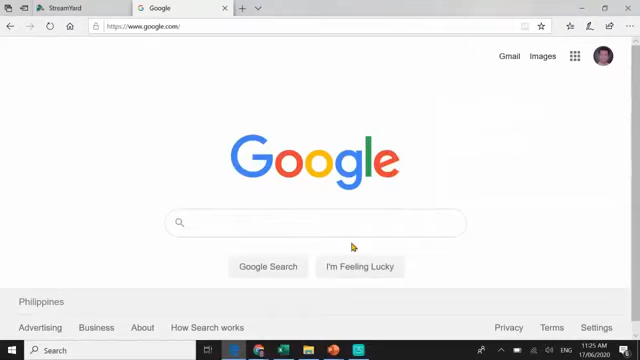 StreamYard
Google
https://www.google.com/
Gmail Images
Google
Google Search I'm Feeling Lucky
Philippines
Advertising Business About How Search works Privacy Terms Settings
Search
ENG
11:25 AM
17/06/2020